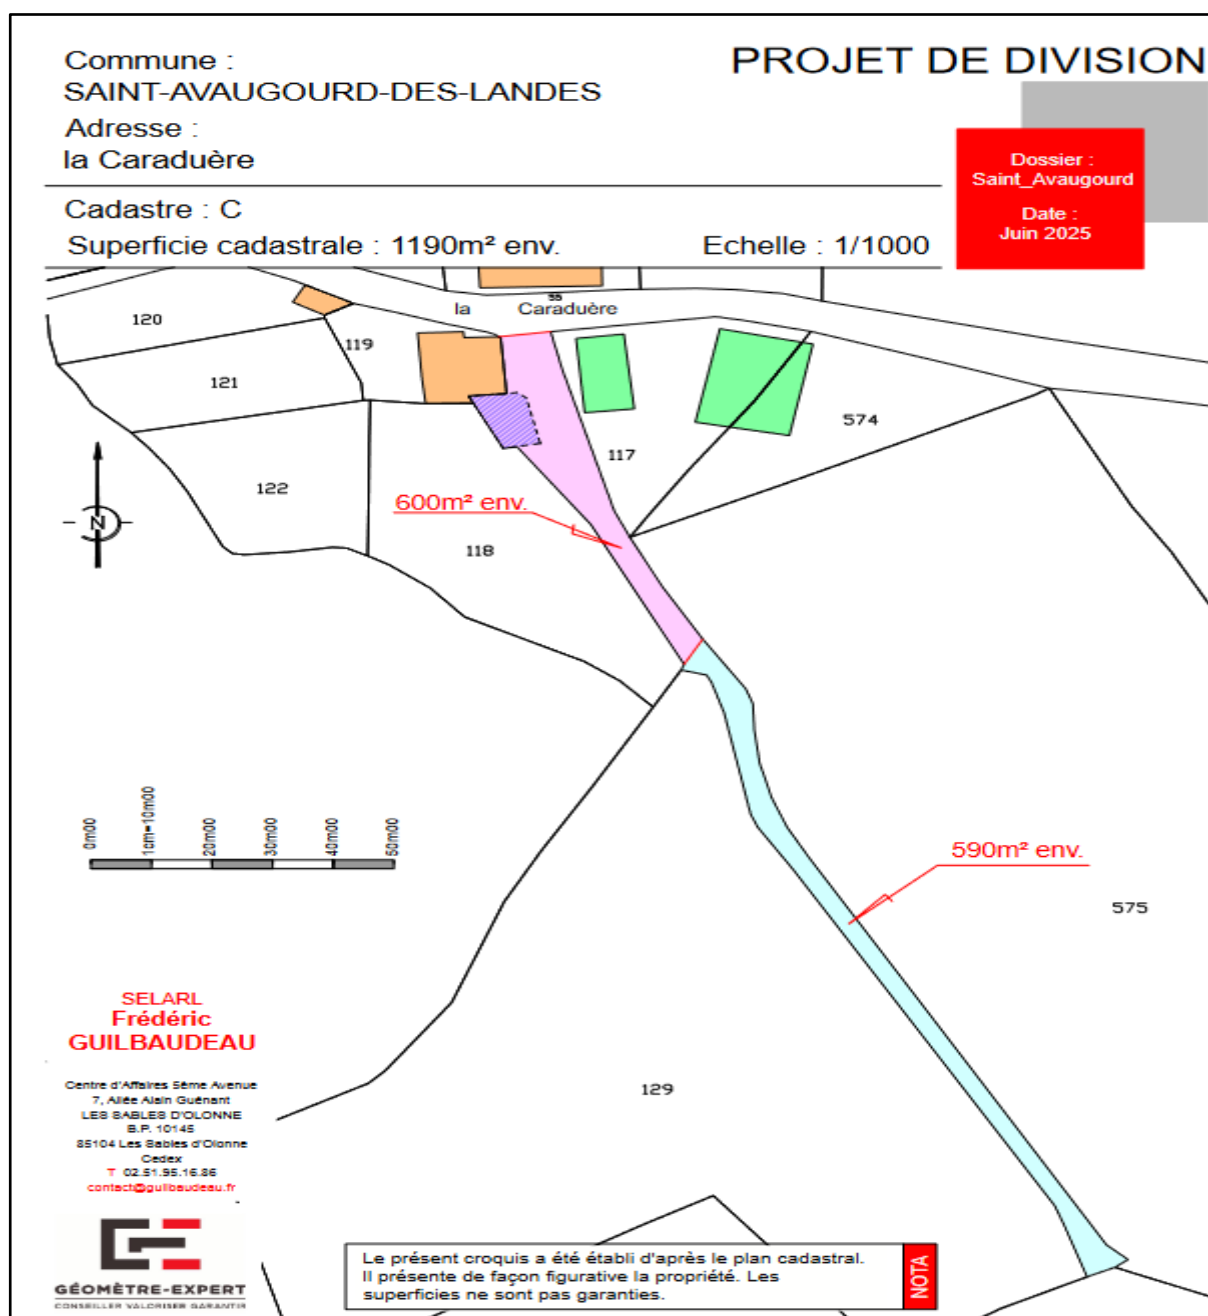 Commune :
PROJET DE DIVISION
SAINT-AVAUGOURD-DES-LANDES
Adresse :
la Caraduère
Dossier :
Saint_Avaugourd
Date :
Juin 2025
Cadastre : C
Superficie cadastrale : 1190m² env.
Echelle : 1/1000
55
la Caraduère
120
119
121
574
117
122
600m² env.
N
118
0m00
1cm=10m00
20m00
30m00
40m00
50m00
590m² env.
575
SELARL
Frédéric
GUILBAUDEAU
Centre d'Affaires 5ème Avenue
7, Allée Alain Guénant
LES SABLES D'OLONNE
B.P. 10145
85104 Les Sables d'Olonne
Cedex
T 02.51.95.16.86
contact@guilbaudeau.fr
129
GÉOMÈTRE-EXPERT
CONSEILLER VALORISER GARANTIR
Le présent croquis a été établi d'après le plan cadastral.
Il présente de façon figurative la propriété. Les
superficies ne sont pas garanties.
NOTA